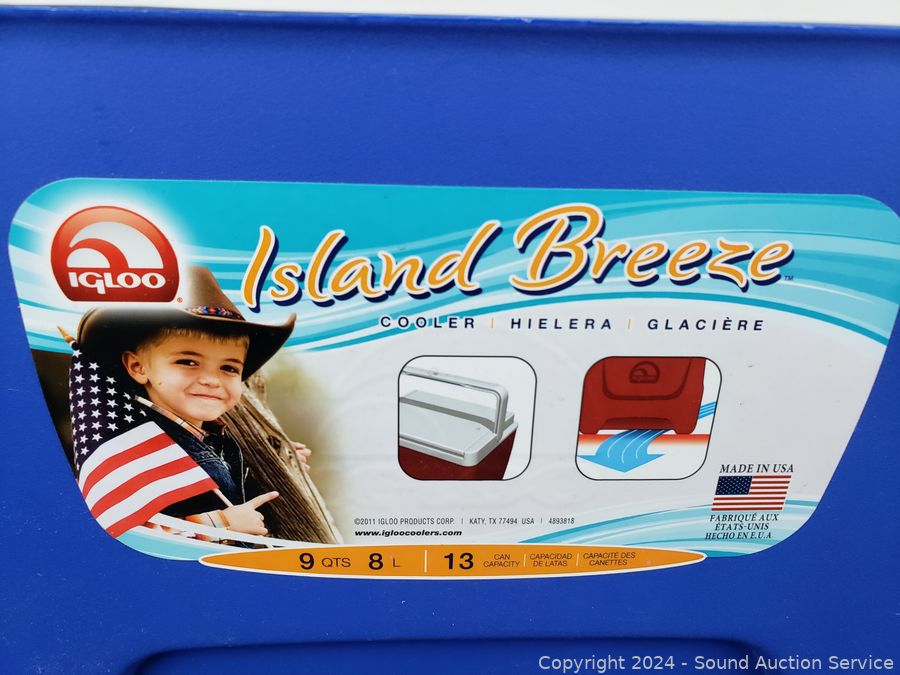 IGLOO
®
Island Breeze™
COOLER | HIELERA | GLACIÈRE
MADE IN USA
FABRIQUÉ AUX
ÉTATS-UNIS
HECHO EN E.U.A
©2011 IGLOO PRODUCTS CORP. | KATY, TX 77494 USA | 4893818
www.igloocoolers.com
9 QTS 8 L | 13 CAN CAPACITY | CAPACIDAD DE LATAS | CAPACITÉ DES CANETTES
Copyright © 2024 - Sound Auction Service